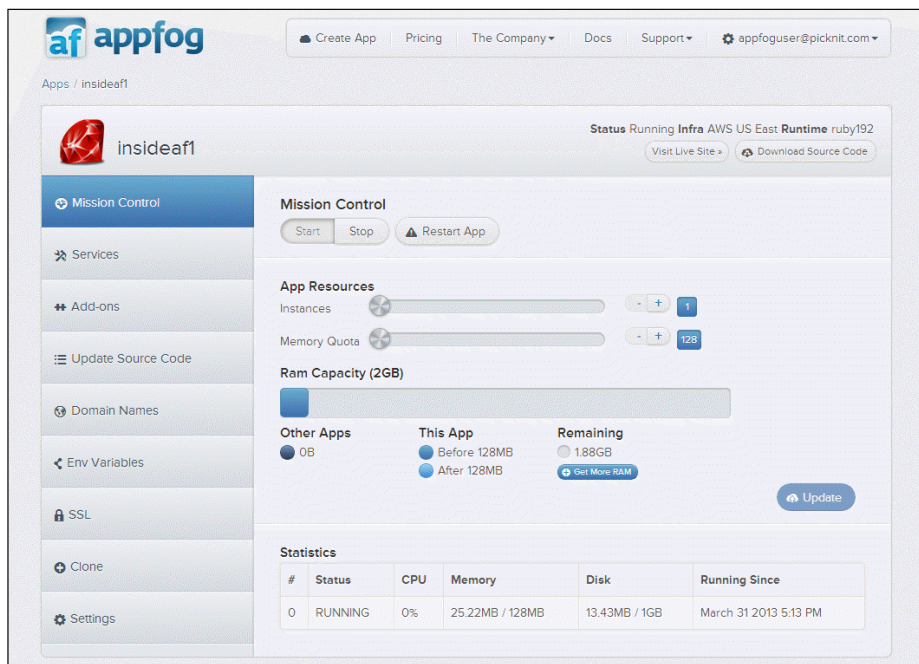 af appfog
Create App Pricing The Company Docs Support appfoguser@picknit.com
Apps / insideaf1
insideaf1
Status Running Infra AWS US East Runtime ruby192
Visit Live Site » Download Source Code
Mission Control
Services
Add-ons
Update Source Code
Domain Names
Env Variables
SSL
Clone
Settings
Mission Control
Start Stop Restart App
App Resources
Instances - + 1
Memory Quota - + 128
Ram Capacity (2GB)
Other Apps This App Remaining
0B Before 128MB 1.88GB
After 128MB Get More RAM
Update
Statistics
# Status CPU Memory Disk Running Since
0 RUNNING 0% 25.22MB / 128MB 13.43MB / 1GB March 31 2013 5:13 PM